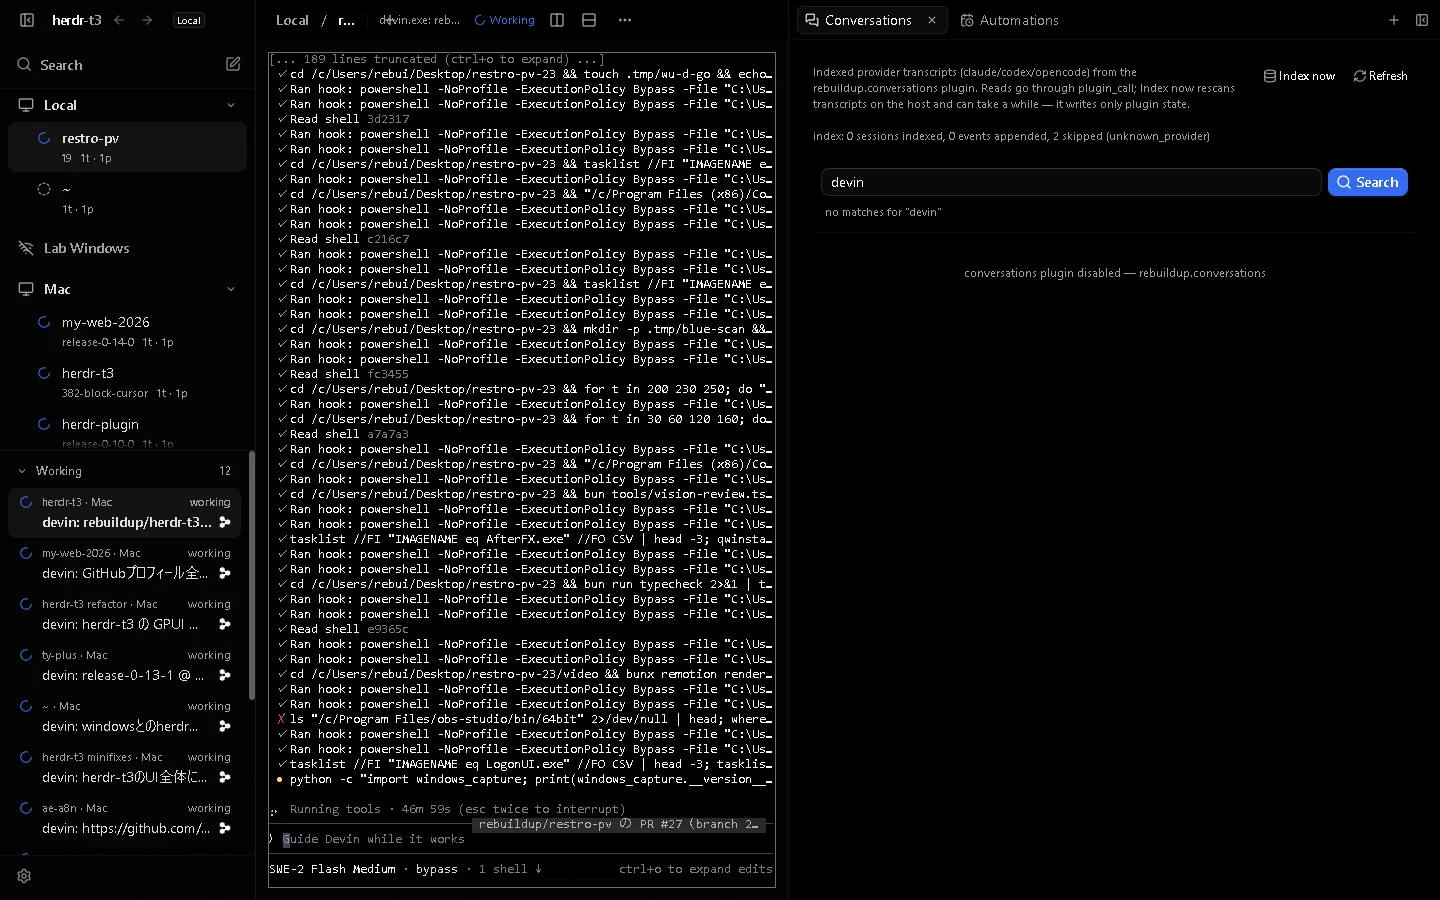 herdr-t3
Local
Search
Local
restro-pv
19 1t · 1p
~
1t · 1p
Lab Windows
Mac
my-web-2026
release-0-14-0 1t · 1p
herdr-t3
382-block-cursor 1t · 1p
herdr-plugin
release-0-10-0 1t · 1p
Working 12
herdr-t3 · Mac working
devin: rebuildup/herdr-t3...
my-web-2026 · Mac working
devin: GitHubプロフィール全...
herdr-t3 refactor · Mac working
devin: herdr-t3 の GPUI ...
ty-plus · Mac working
devin: release-0-13-1 @ ...
~ · Mac working
devin: windowsとのherdr...
herdr-t3 minifixes · Mac working
devin: herdr-t3のUI全体に...
ae-a8n · Mac working
devin: https://github.com/...
Local / r...
devin.exe: reb...
Working
[... 189 lines truncated (ctrl+o to expand) ...]
✓ cd /c/Users/rebui/Desktop/restro-pv-23 && touch .tmp/wu-d-go && echo…
✓ Ran hook: powershell -NoProfile -ExecutionPolicy Bypass -File "C:\Us…
✓ Ran hook: powershell -NoProfile -ExecutionPolicy Bypass -File "C:\Us…
✓ Read shell 3d2317
✓ Ran hook: powershell -NoProfile -ExecutionPolicy Bypass -File "C:\Us…
✓ Ran hook: powershell -NoProfile -ExecutionPolicy Bypass -File "C:\Us…
✓ cd /c/Users/rebui/Desktop/restro-pv-23 && tasklist //FI "IMAGENAME e…
✓ Ran hook: powershell -NoProfile -ExecutionPolicy Bypass -File "C:\Us…
✓ cd /c/Users/rebui/Desktop/restro-pv-23 && "/c/Program Files (x86)/Co…
✓ Ran hook: powershell -NoProfile -ExecutionPolicy Bypass -File "C:\Us…
✓ Ran hook: powershell -NoProfile -ExecutionPolicy Bypass -File "C:\Us…
✓ Read shell c216c7
✓ Ran hook: powershell -NoProfile -ExecutionPolicy Bypass -File "C:\Us…
✓ Ran hook: powershell -NoProfile -ExecutionPolicy Bypass -File "C:\Us…
✓ cd /c/Users/rebui/Desktop/restro-pv-23 && tasklist //FI "IMAGENAME e…
✓ Ran hook: powershell -NoProfile -ExecutionPolicy Bypass -File "C:\Us…
✓ Ran hook: powershell -NoProfile -ExecutionPolicy Bypass -File "C:\Us…
✓ cd /c/Users/rebui/Desktop/restro-pv-23 && mkdir -p .tmp/blue-scan &&…
✓ Ran hook: powershell -NoProfile -ExecutionPolicy Bypass -File "C:\Us…
✓ Ran hook: powershell -NoProfile -ExecutionPolicy Bypass -File "C:\Us…
✓ Read shell fc3455
✓ cd /c/Users/rebui/Desktop/restro-pv-23 && for t in 200 230 250; do "…
✓ Ran hook: powershell -NoProfile -ExecutionPolicy Bypass -File "C:\Us…
✓ cd /c/Users/rebui/Desktop/restro-pv-23 && for t in 30 60 120 160; do…
✓ Read shell a7a7a3
✓ Ran hook: powershell -NoProfile -ExecutionPolicy Bypass -File "C:\Us…
✓ cd /c/Users/rebui/Desktop/restro-pv-23 && "/c/Program Files (x86)/Co…
✓ Ran hook: powershell -NoProfile -ExecutionPolicy Bypass -File "C:\Us…
✓ cd /c/Users/rebui/Desktop/restro-pv-23 && bun tools/vision-review.ts…
✓ Ran hook: powershell -NoProfile -ExecutionPolicy Bypass -File "C:\Us…
✓ Ran hook: powershell -NoProfile -ExecutionPolicy Bypass -File "C:\Us…
✓ tasklist //FI "IMAGENAME eq AfterFX.exe" //FO CSV | head -3; qwinsta…
✓ Ran hook: powershell -NoProfile -ExecutionPolicy Bypass -File "C:\Us…
✓ Ran hook: powershell -NoProfile -ExecutionPolicy Bypass -File "C:\Us…
✓ cd /c/Users/rebui/Desktop/restro-pv-23 && bun run typecheck 2>&1 | t…
✓ Ran hook: powershell -NoProfile -ExecutionPolicy Bypass -File "C:\Us…
✓ Ran hook: powershell -NoProfile -ExecutionPolicy Bypass -File "C:\Us…
✓ Read shell e9365c
✓ Ran hook: powershell -NoProfile -ExecutionPolicy Bypass -File "C:\Us…
✓ Ran hook: powershell -NoProfile -ExecutionPolicy Bypass -File "C:\Us…
✓ cd /c/Users/rebui/Desktop/restro-pv-23/video && bunx remotion render…
✓ Ran hook: powershell -NoProfile -ExecutionPolicy Bypass -File "C:\Us…
✓ Ran hook: powershell -NoProfile -ExecutionPolicy Bypass -File "C:\Us…
✗ ls "/c/Program Files/obs-studio/bin/64bit" 2>/dev/null | head; where…
✓ Ran hook: powershell -NoProfile -ExecutionPolicy Bypass -File "C:\Us…
✓ Ran hook: powershell -NoProfile -ExecutionPolicy Bypass -File "C:\Us…
✓ tasklist //FI "IMAGENAME eq LogonUI.exe" //FO CSV | head -3; tasklis…
● python -c "import windows_capture; print(windows_capture.__version__…
Running tools · 46m 59s (esc twice to interrupt)
rebuildup/restro-pv の PR #27 (branch 2…
Guide Devin while it works
SWE-2 Flash Medium · bypass · 1 shell ↓ ctrl+o to expand edits
Conversations ×
Automations
Indexed provider transcripts (claude/codex/opencode) from the
rebuildup.conversations plugin. Reads go through plugin_call; Index now rescans
transcripts on the host and can take a while — it writes only plugin state.
Index now
Refresh
index: 0 sessions indexed, 0 events appended, 2 skipped (unknown_provider)
devin
Search
no matches for "devin"
conversations plugin disabled — rebuildup.conversations